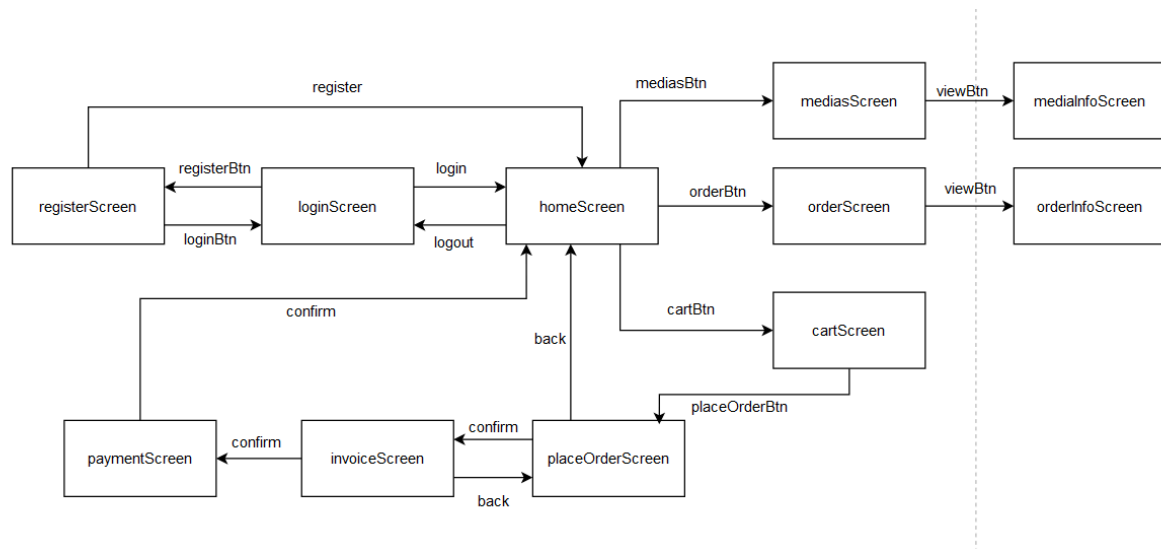 register
mediasBtn
mediasScreen
viewBtn
mediaInfoScreen
registerScreen
registerBtn
loginBtn
loginScreen
login
logout
homeScreen
orderBtn
orderScreen
viewBtn
orderInfoScreen
confirm
back
cartBtn
cartScreen
placeOrderBtn
paymentScreen
confirm
invoiceScreen
confirm
back
placeOrderScreen